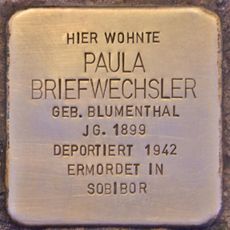 HIER WOHNTE
PAULA
BRIEFWECHSLER
GEB. BLUMENTHAL
JG. 1899
DEPORTIERT 1942
ERMORDET IN
SOBIBOR